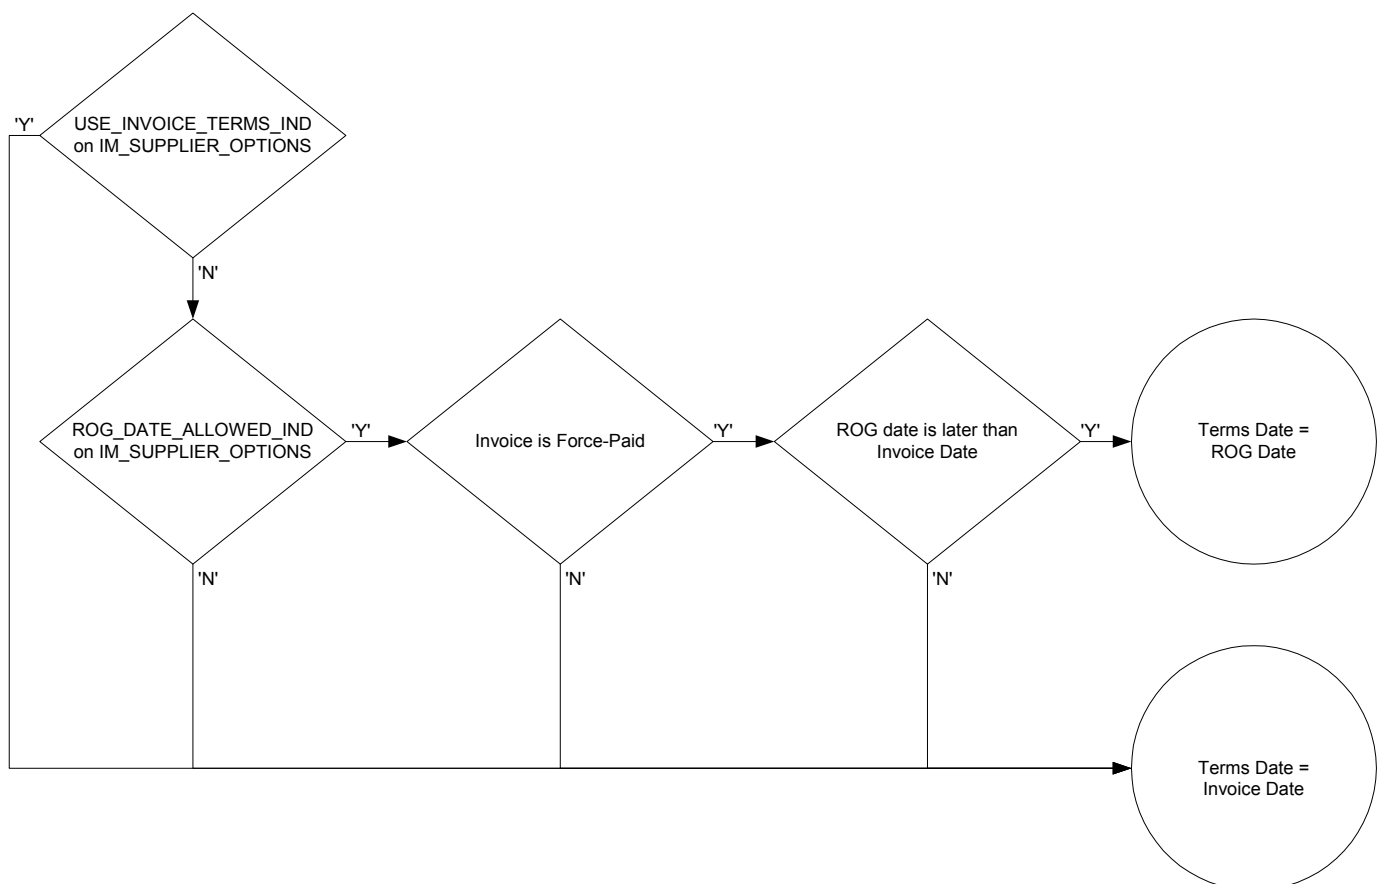 'Y'
USE_INVOICE_TERMS_IND
on IM_SUPPLIER_OPTIONS
'N'
ROG_DATE_ALLOWED_IND
on IM_SUPPLIER_OPTIONS
'Y'
Invoice is Force-Paid
'Y'
ROG date is later than
Invoice Date
'Y'
Terms Date =
ROG Date
'N'
'N'
'N'
Terms Date =
Invoice Date